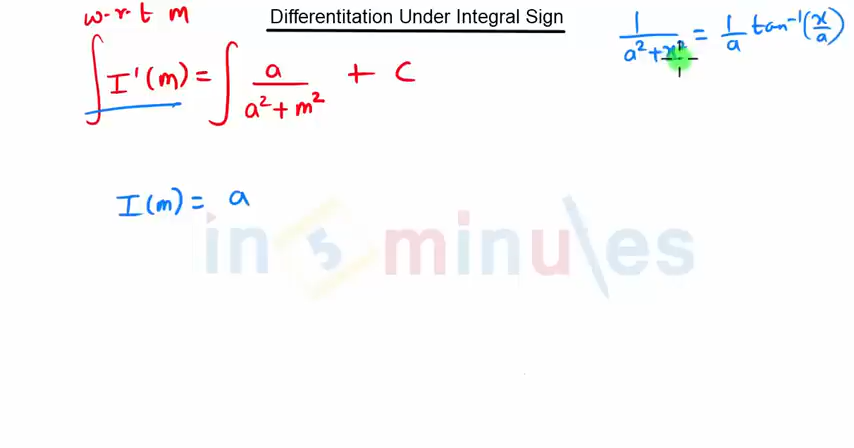 Differentitation Under Integral Sign
w.r.t m
∫ I'(m) = ∫ a/(a² + m²) + C
1/(a² + x²) = 1/a tan⁻¹(x/a)
I(m) = a
in 5 minutes